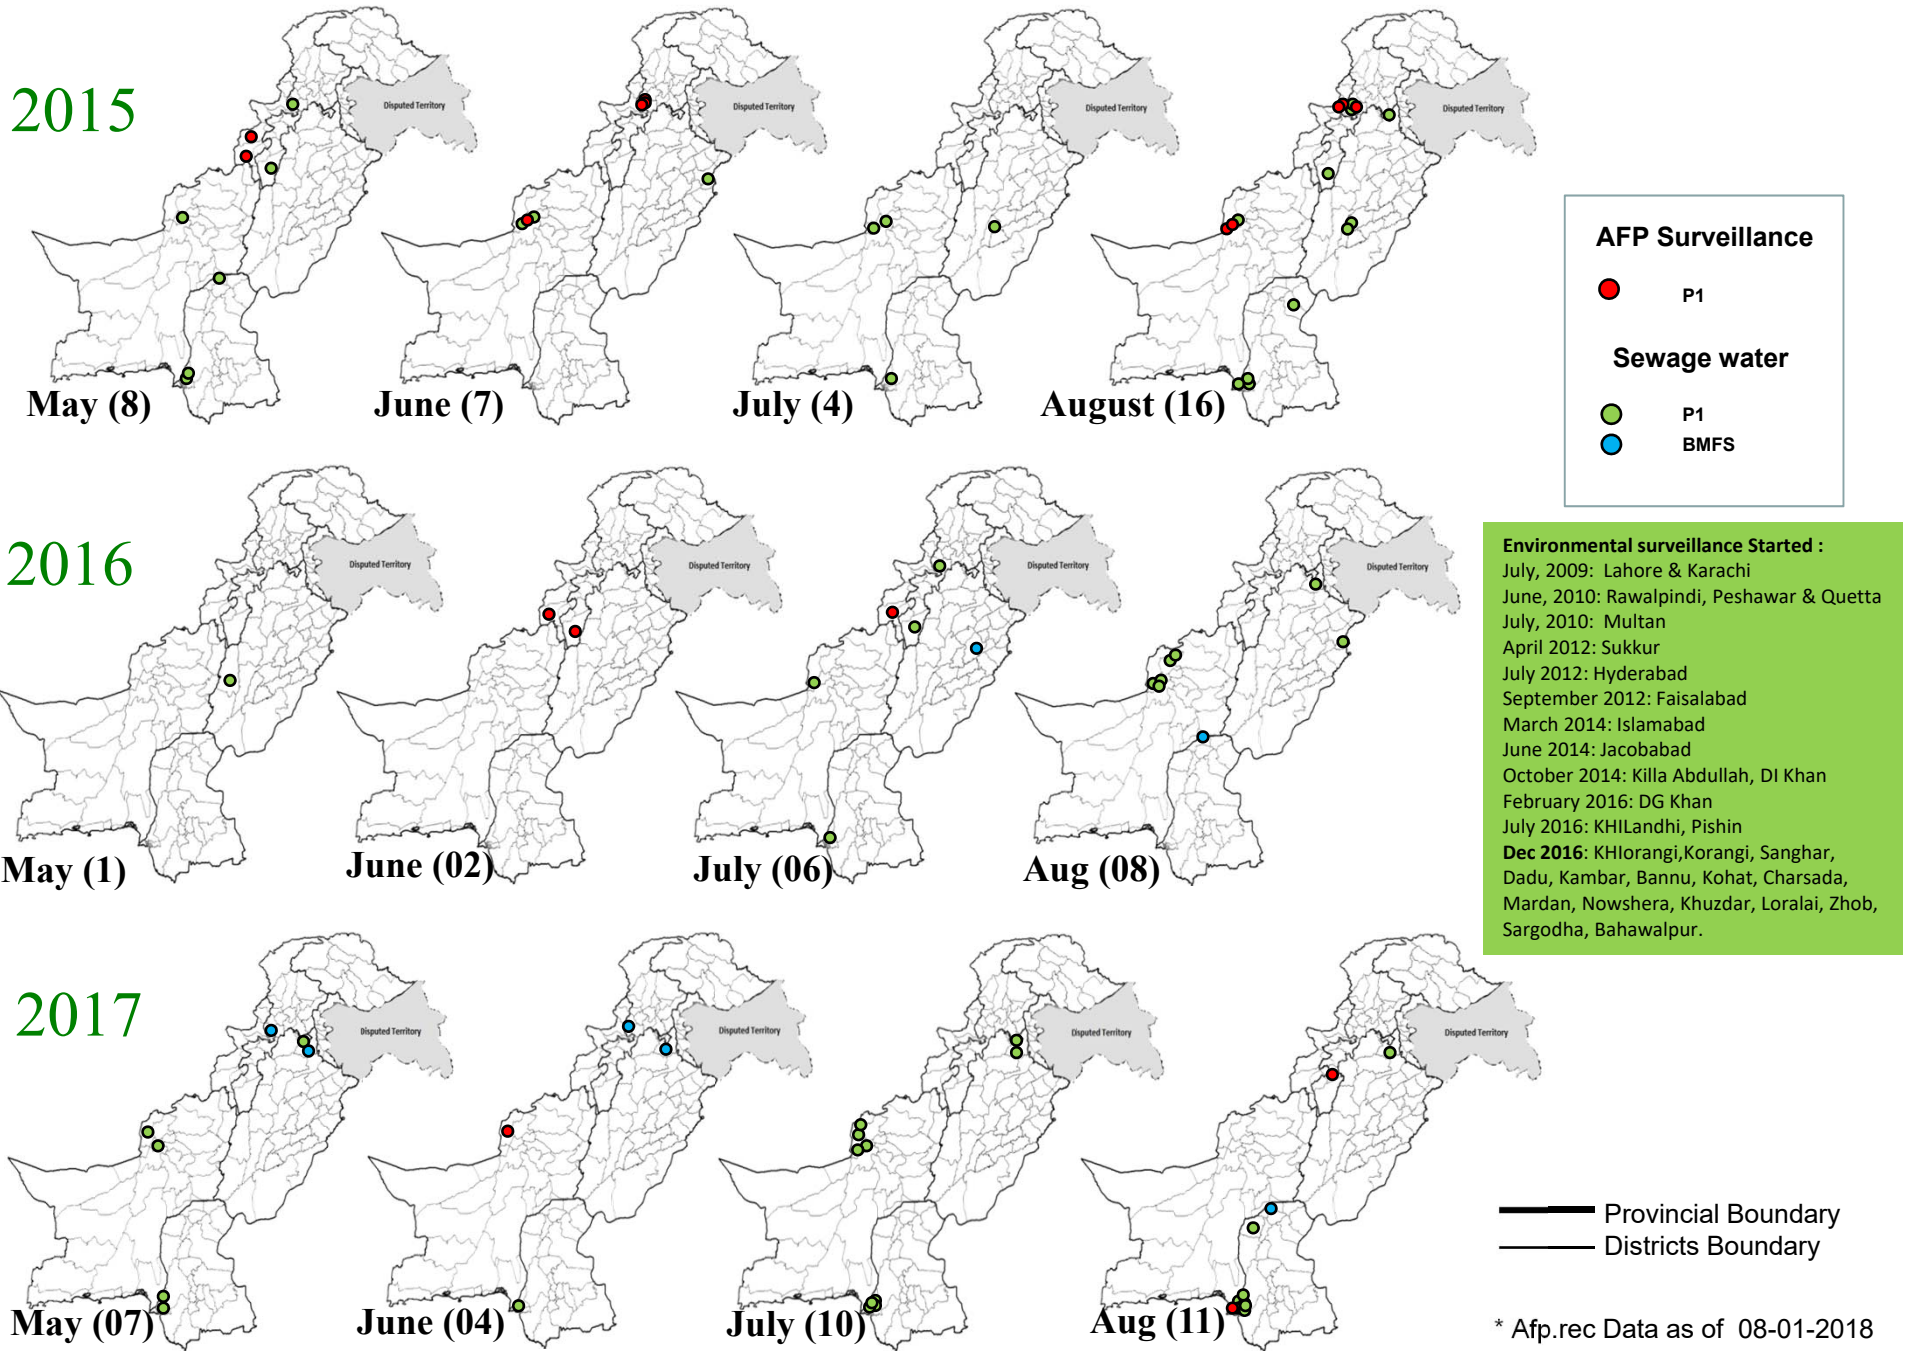 2015
Disputed Territory
Disputed Territory
Disputed Territory
Disputed Territory
May (8)
June (7)
July (4)
August (16)
AFP Surveillance
P1
Sewage water
P1
BMFS
2016
Disputed Territory
Disputed Territory
Disputed Territory
Disputed Territory
May (1)
June (02)
July (06)
Aug (08)
Environmental surveillance Started :
July, 2009: Lahore & Karachi
June, 2010: Rawalpindi, Peshawar & Quetta
July, 2010: Multan
April 2012: Sukkur
July 2012: Hyderabad
September 2012: Faisalabad
March 2014: Islamabad
June 2014: Jacobabad
October 2014: Killa Abdullah, DI Khan
February 2016: DG Khan
July 2016: KHILandhi, Pishin
Dec 2016: KHIorangi,Korangi, Sanghar,
Dadu, Kambar, Bannu, Kohat, Charsada,
Mardan, Nowshera, Khuzdar, Loralai, Zhob,
Sargodha, Bahawalpur.
2017
Disputed Territory
Disputed Territory
Disputed Territory
Disputed Territory
May (07)
June (04)
July (10)
Aug (11)
Provincial Boundary
Districts Boundary
* Afp.rec Data as of 08-01-2018